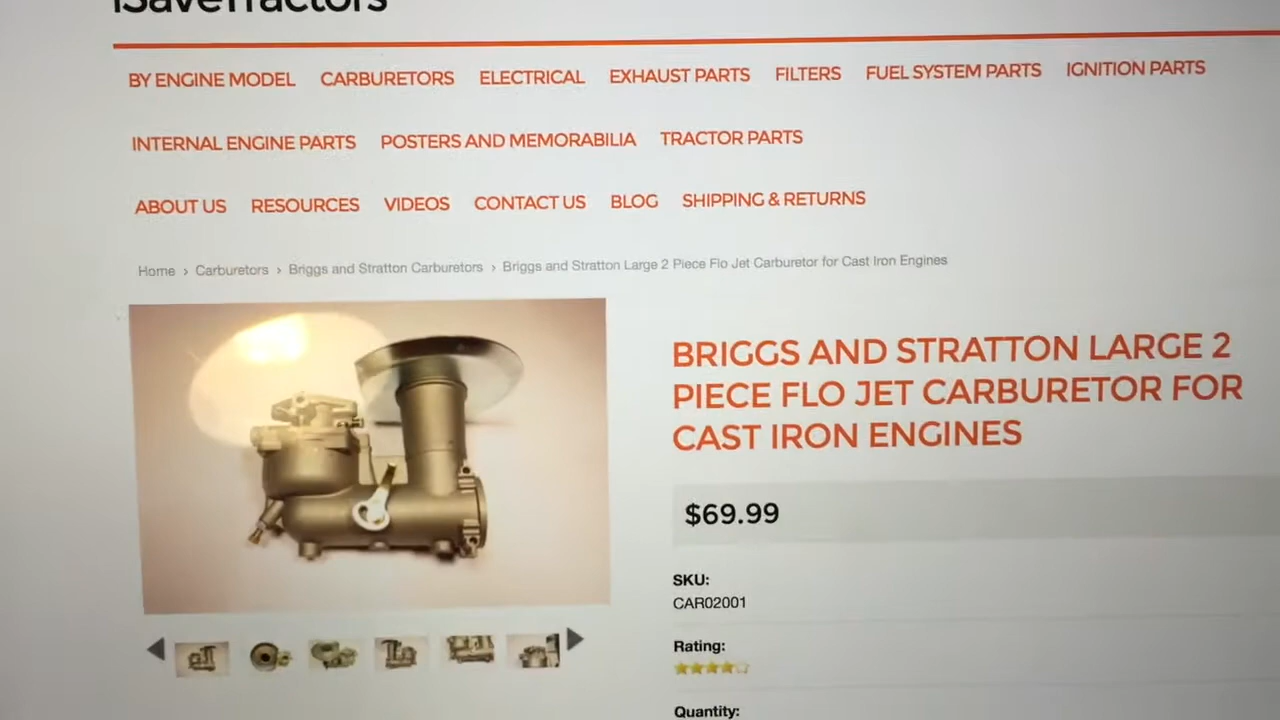 iSaveTractors
BY ENGINE MODEL CARBURETORS ELECTRICAL EXHAUST PARTS FILTERS FUEL SYSTEM PARTS IGNITION PARTS
INTERNAL ENGINE PARTS POSTERS AND MEMORABILIA TRACTOR PARTS
ABOUT US RESOURCES VIDEOS CONTACT US BLOG SHIPPING & RETURNS
Home › Carburetors › Briggs and Stratton Carburetors › Briggs and Stratton Large 2 Piece Flo Jet Carburetor for Cast Iron Engines
BRIGGS AND STRATTON LARGE 2
PIECE FLO JET CARBURETOR FOR
CAST IRON ENGINES
$69.99
SKU:
CAR02001
Rating:
Quantity: